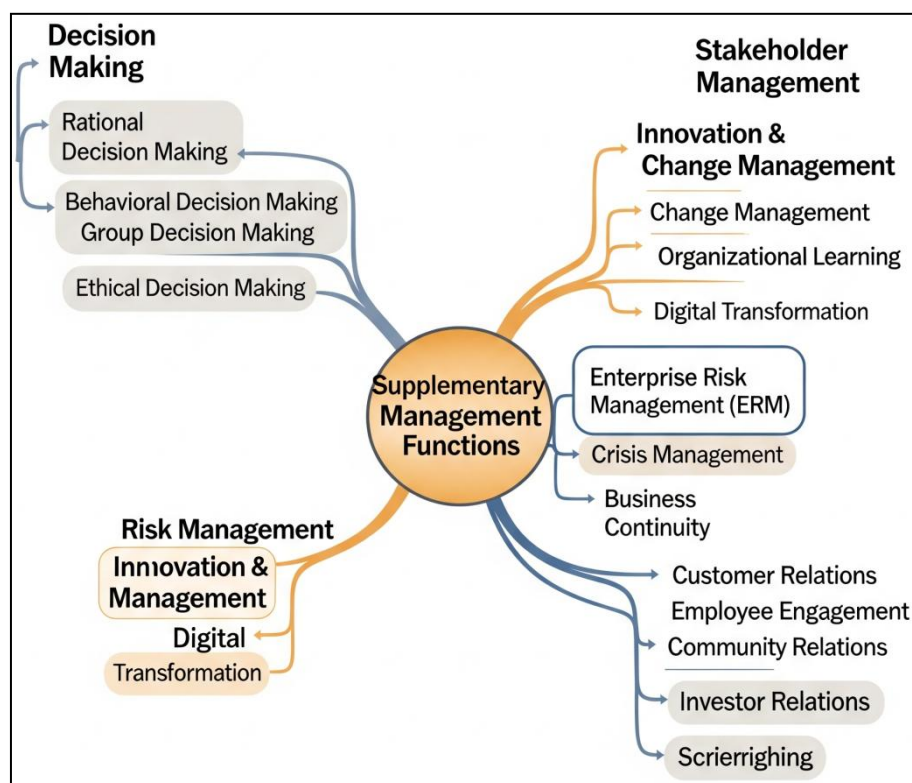 Decision
Making
Rational
Decision Making
Behavioral Decision Making
Group Decision Making
Ethical Decision Making
Stakeholder
Management
Innovation &
Change Management
Change Management
Organizational Learning
Digital Transformation
Supplementary
Management
Functions
Enterprise Risk
Management (ERM)
Crisis Management
Business
Continuity
Risk Management
Innovation &
Management
Digital
Transformation
Customer Relations
Employee Engagement
Community Relations
Investor Relations
Scrierrighing